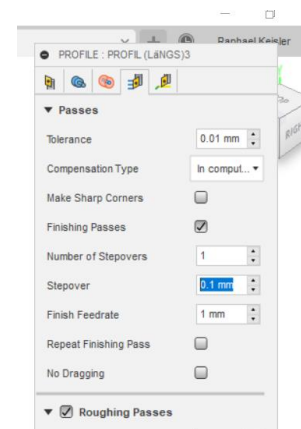 Raphael Keisler
PROFILE : PROFIL (LäNGS)3
RIGH
Passes
Tolerance 0.01 mm
Compensation Type In comput...
Make Sharp Corners
Finishing Passes
Number of Stepovers 1
Stepover 0.1 mm
Finish Feedrate 1 mm
Repeat Finishing Pass
No Dragging
Roughing Passes